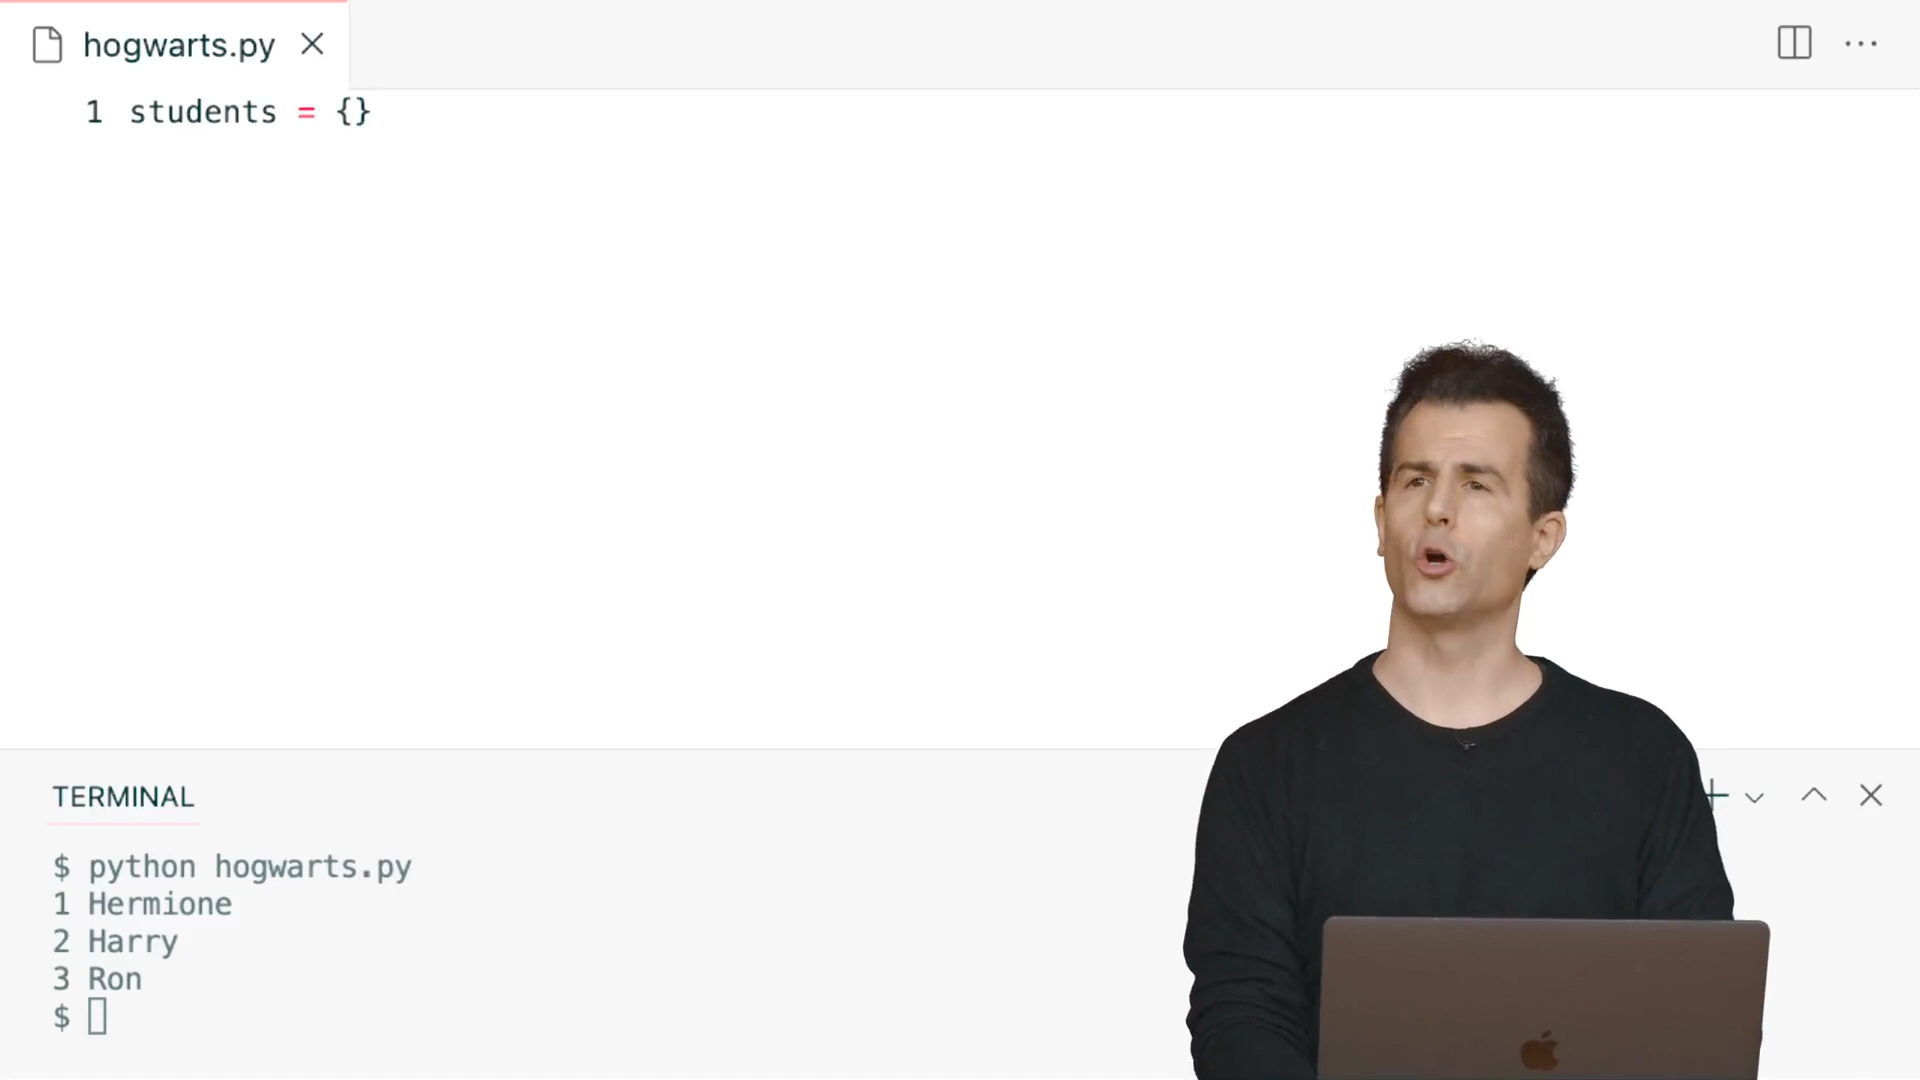 hogwarts.py
1 students = {}
TERMINAL
$ python hogwarts.py
1 Hermione
2 Harry
3 Ron
$